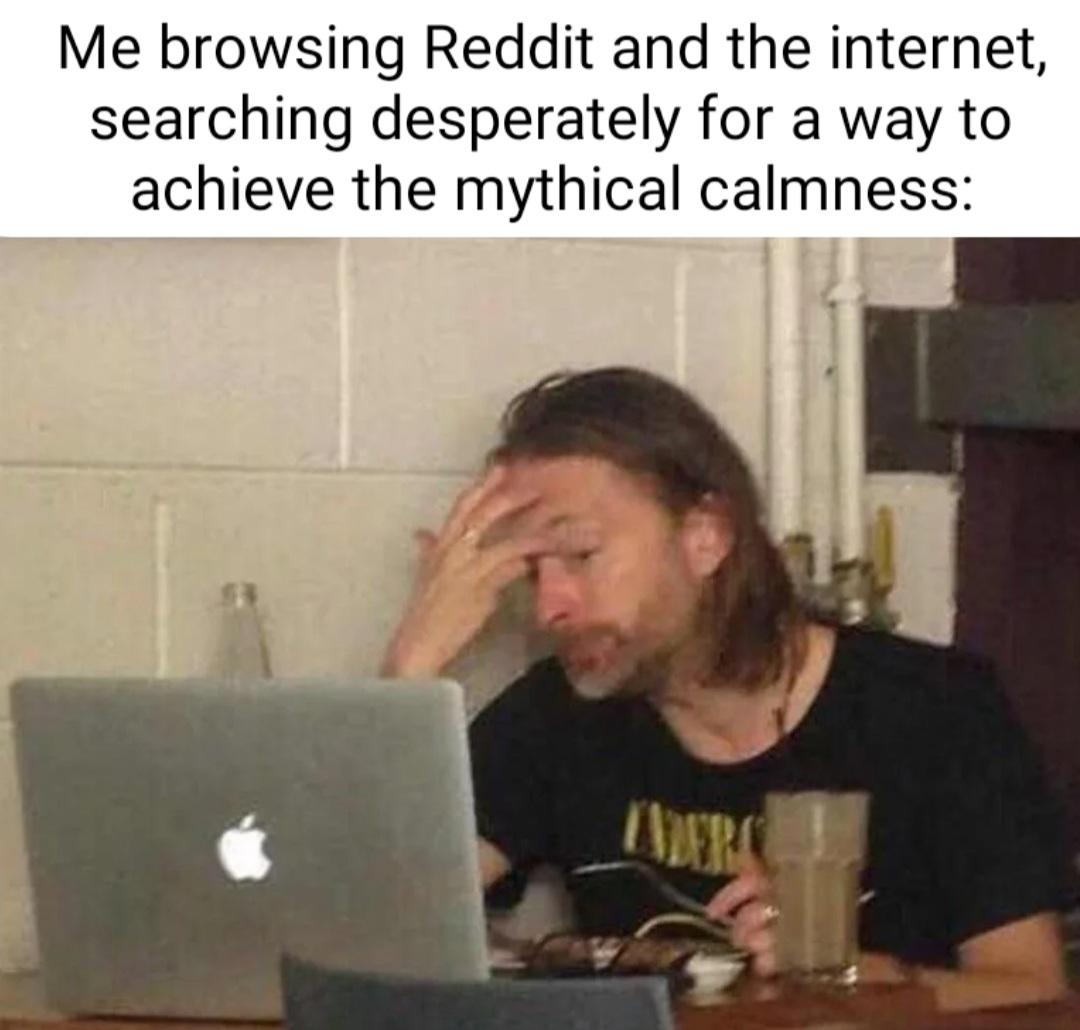 Me browsing Reddit and the internet,
searching desperately for a way to
achieve the mythical calmness: